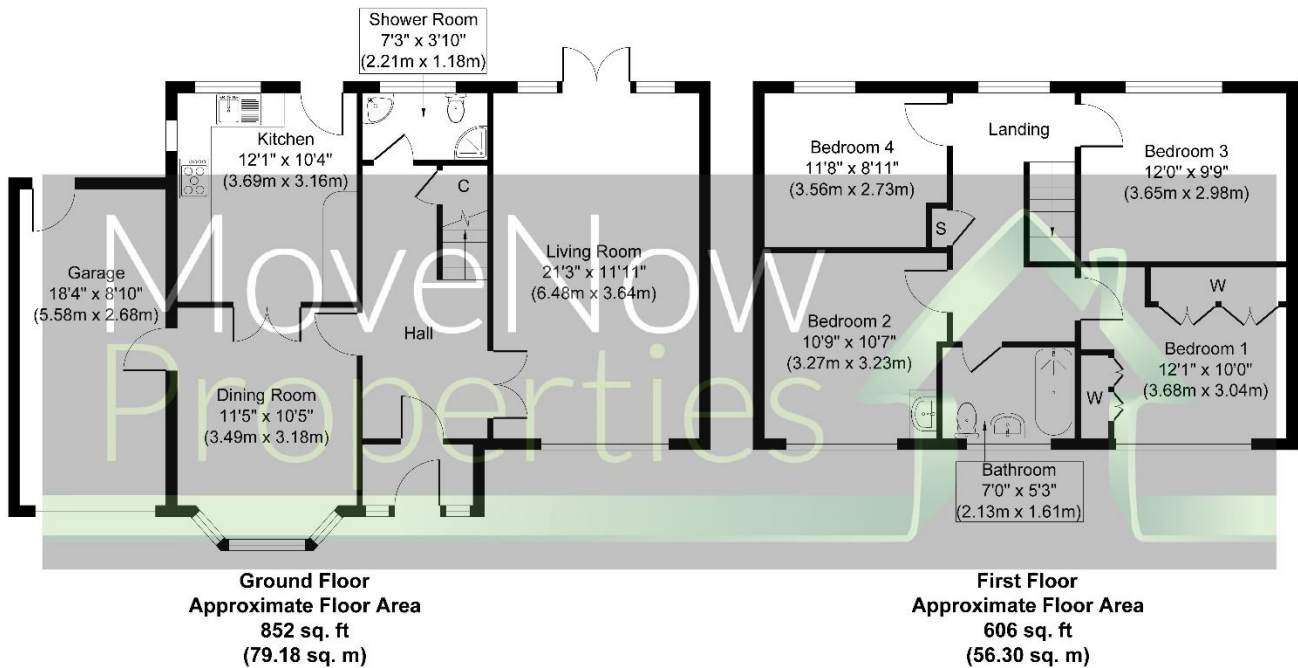 Shower Room
7'3" x 3'10"
(2.21m x 1.18m)
Kitchen
12'1" x 10'4"
(3.69m x 3.16m)
C
Garage
18'4" x 8'10"
(5.58m x 2.68m)
Living Room
21'3" x 11'11"
(6.48m x 3.64m)
Hall
Dining Room
11'5" x 10'5"
(3.49m x 3.18m)
Landing
Bedroom 4
11'8" x 8'11"
(3.56m x 2.73m)
Bedroom 3
12'0" x 9'9"
(3.65m x 2.98m)
S
W
Bedroom 2
10'9" x 10'7"
(3.27m x 3.23m)
Bedroom 1
12'1" x 10'0"
(3.68m x 3.04m)
W
Bathroom
7'0" x 5'3"
(2.13m x 1.61m)
MoveNow
Properties
Ground Floor
Approximate Floor Area
852 sq. ft
(79.18 sq. m)
First Floor
Approximate Floor Area
606 sq. ft
(56.30 sq. m)